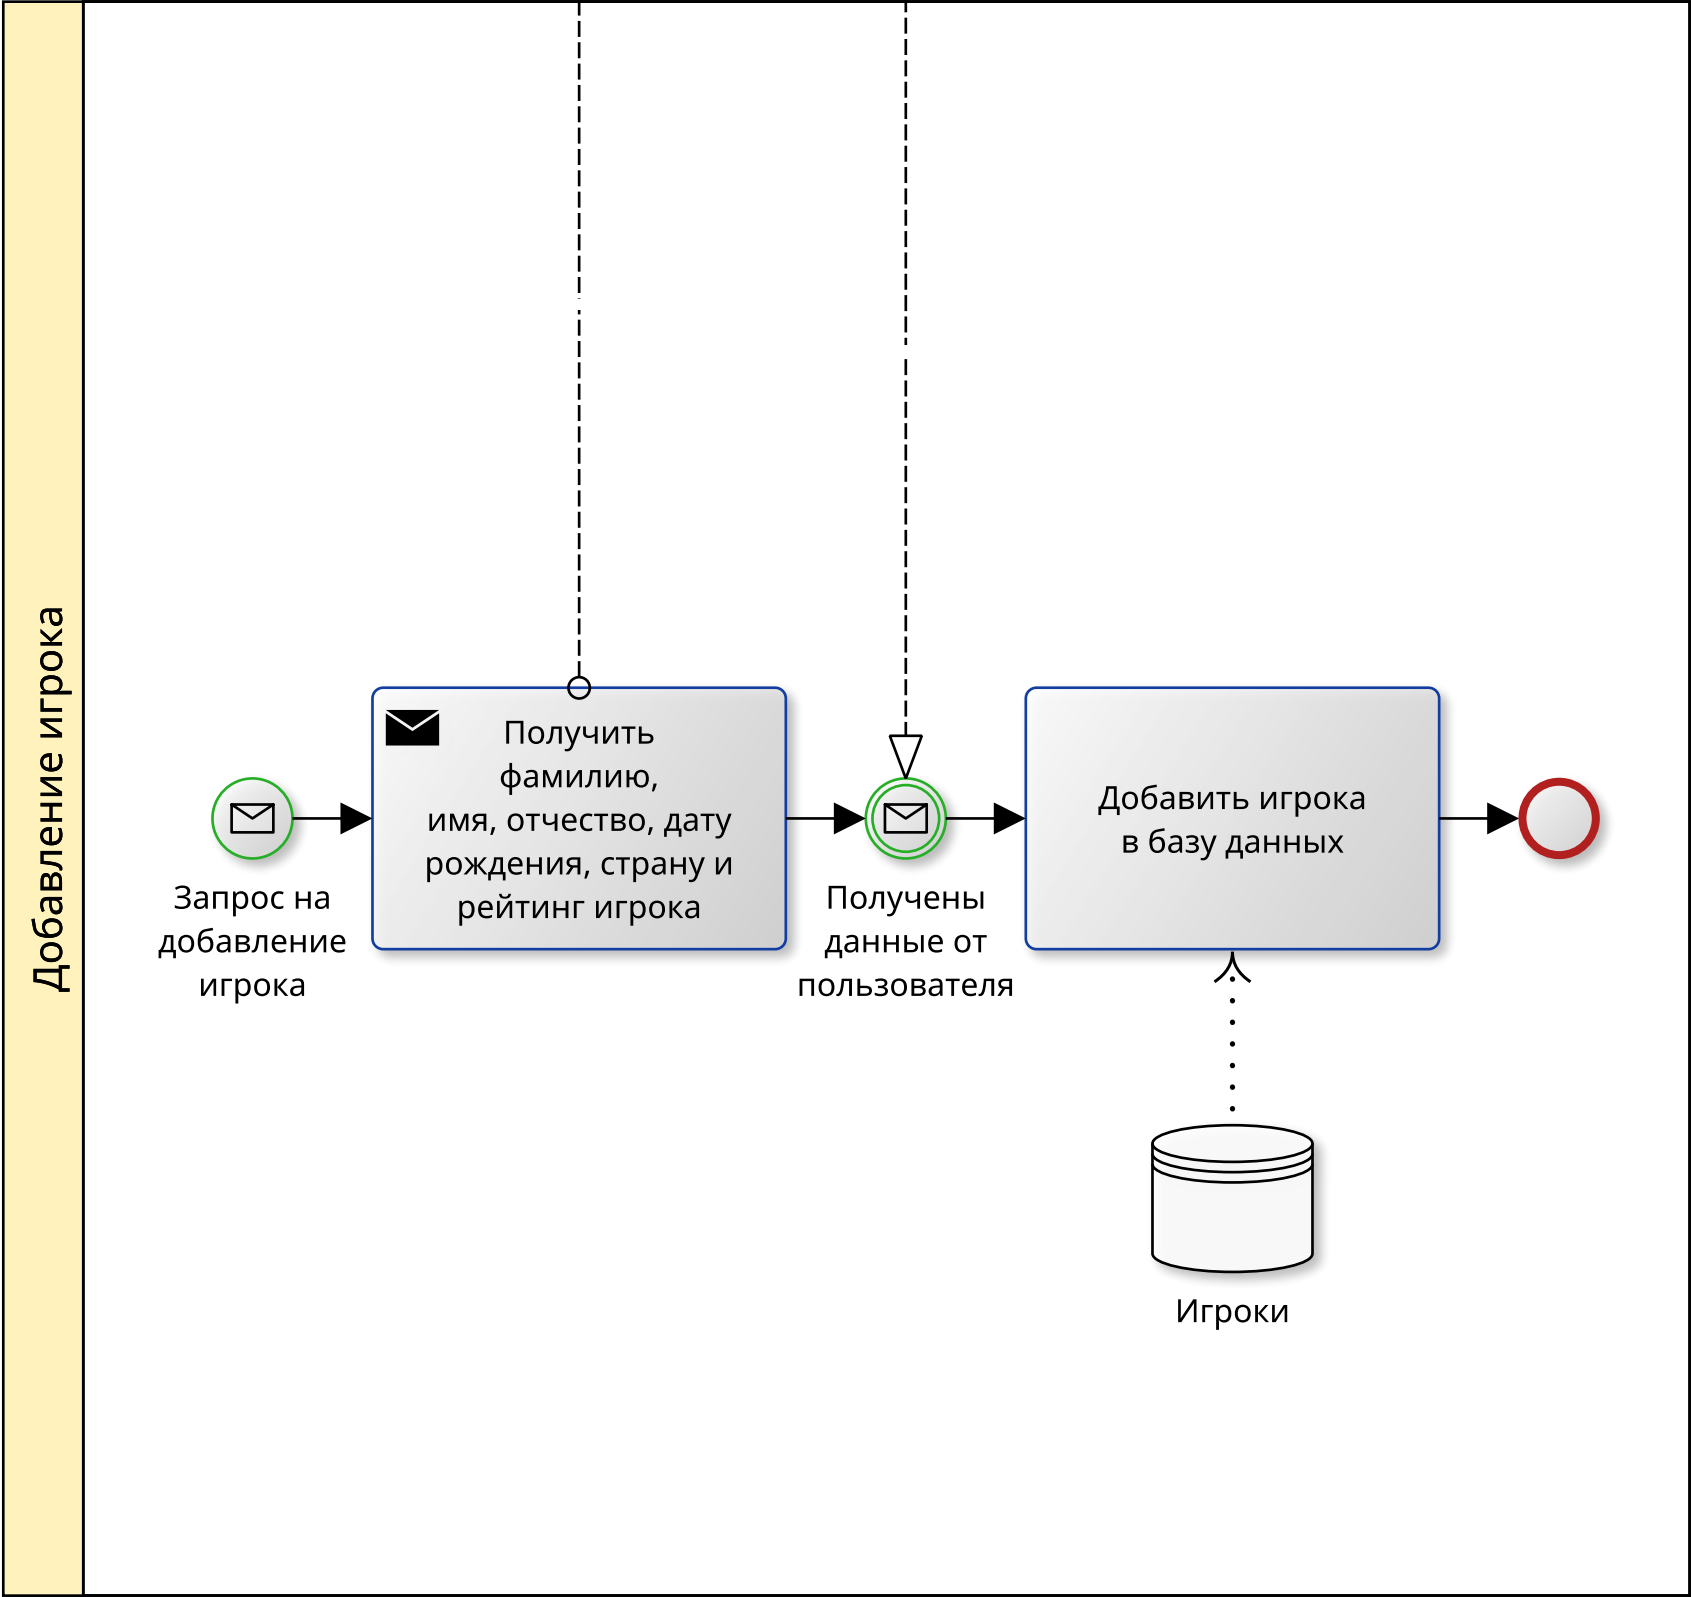 Добавление игрока
Запрос на
добавление
игрока
Получить
фамилию,
имя, отчество, дату
рождения, страну и
рейтинг игрока
Получены
данные от
пользователя
Добавить игрока
в базу данных
Игроки